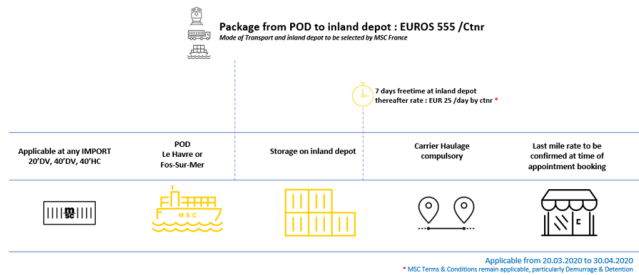 Package from POD to inland depot : EUROS 555 /Ctnr
Mode of Transport and inland depot to be selected by MSC France
7 days freetime at inland depot
thereafter rate : EUR 25 /day by ctnr *
Applicable at any IMPORT
20'DV, 40'DV, 40'HC
POD
Le Havre or
Fos-Sur-Mer
Storage on inland depot
Carrier Haulage
compulsory
Last mile rate to be
confirmed at time of
appointment booking
M S C
Applicable from 20.03.2020 to 30.04.2020
* MSC Terms & Conditions remain applicable, particularly Demurrage & Detention